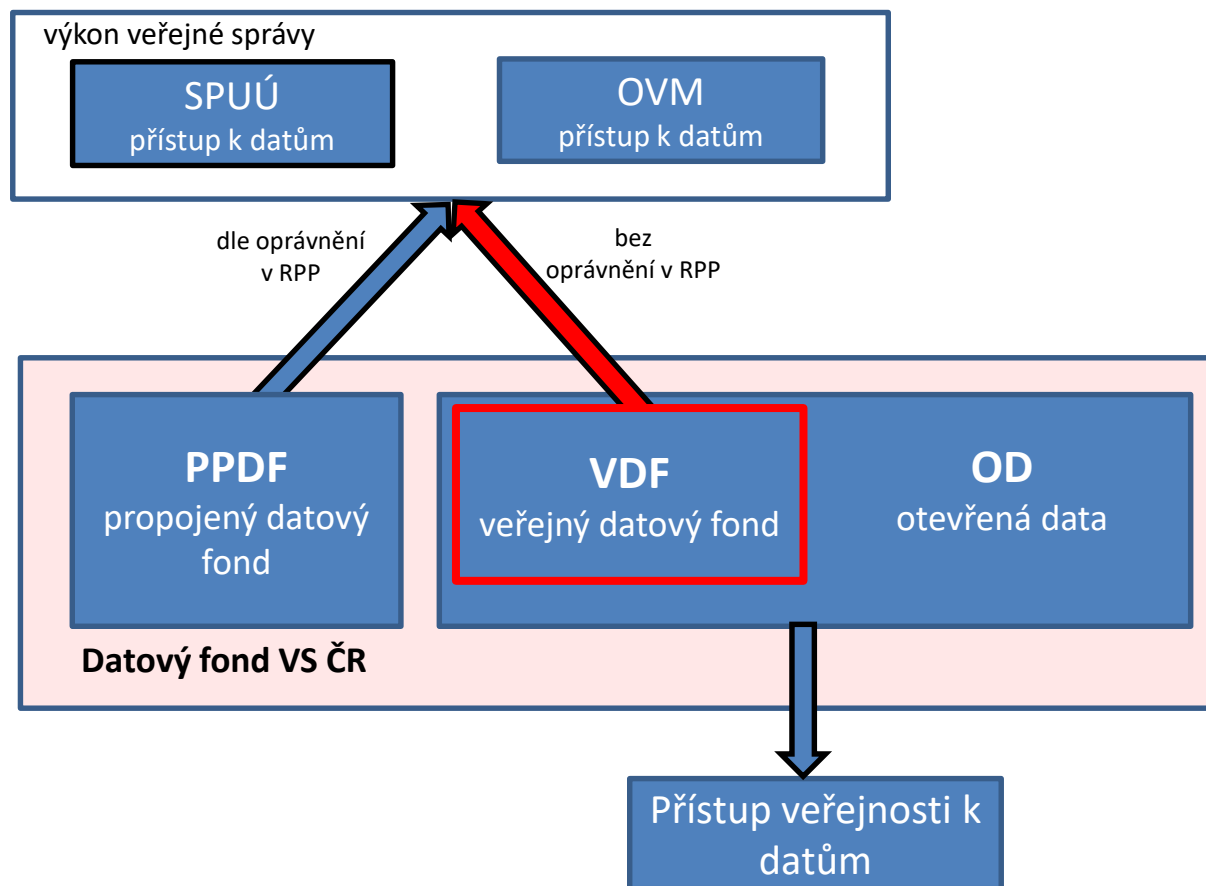 výkon veřejné správy
SPUÚ
přístup k datům
OVM
přístup k datům
dle oprávnění
v RPP
bez
oprávnění v RPP
PPDF
propojený datový
fond
VDF
veřejný datový fond
OD
otevřená data
Datový fond VS ČR
Přístup veřejnosti k
datům